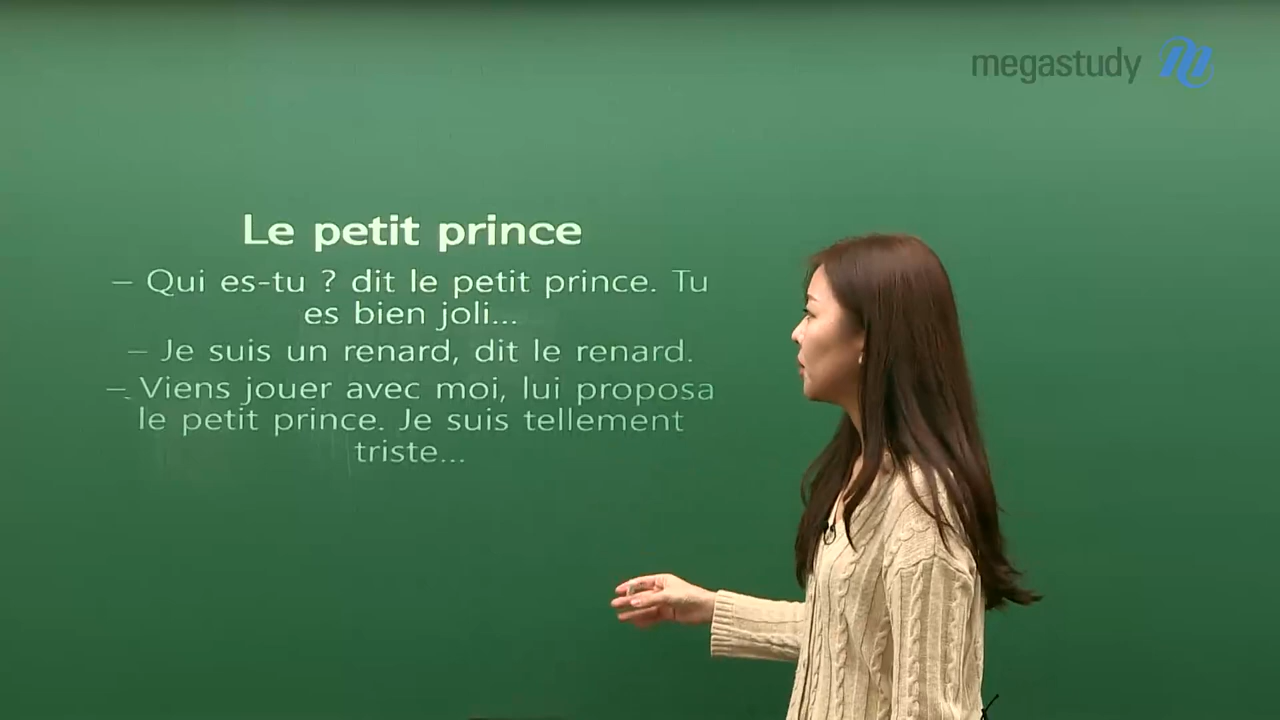 megastudy
Le petit prince
– Qui es-tu ? dit le petit prince. Tu
es bien joli...
– Je suis un renard, dit le renard.
– Viens jouer avec moi, lui proposa
le petit prince. Je suis tellement
triste...